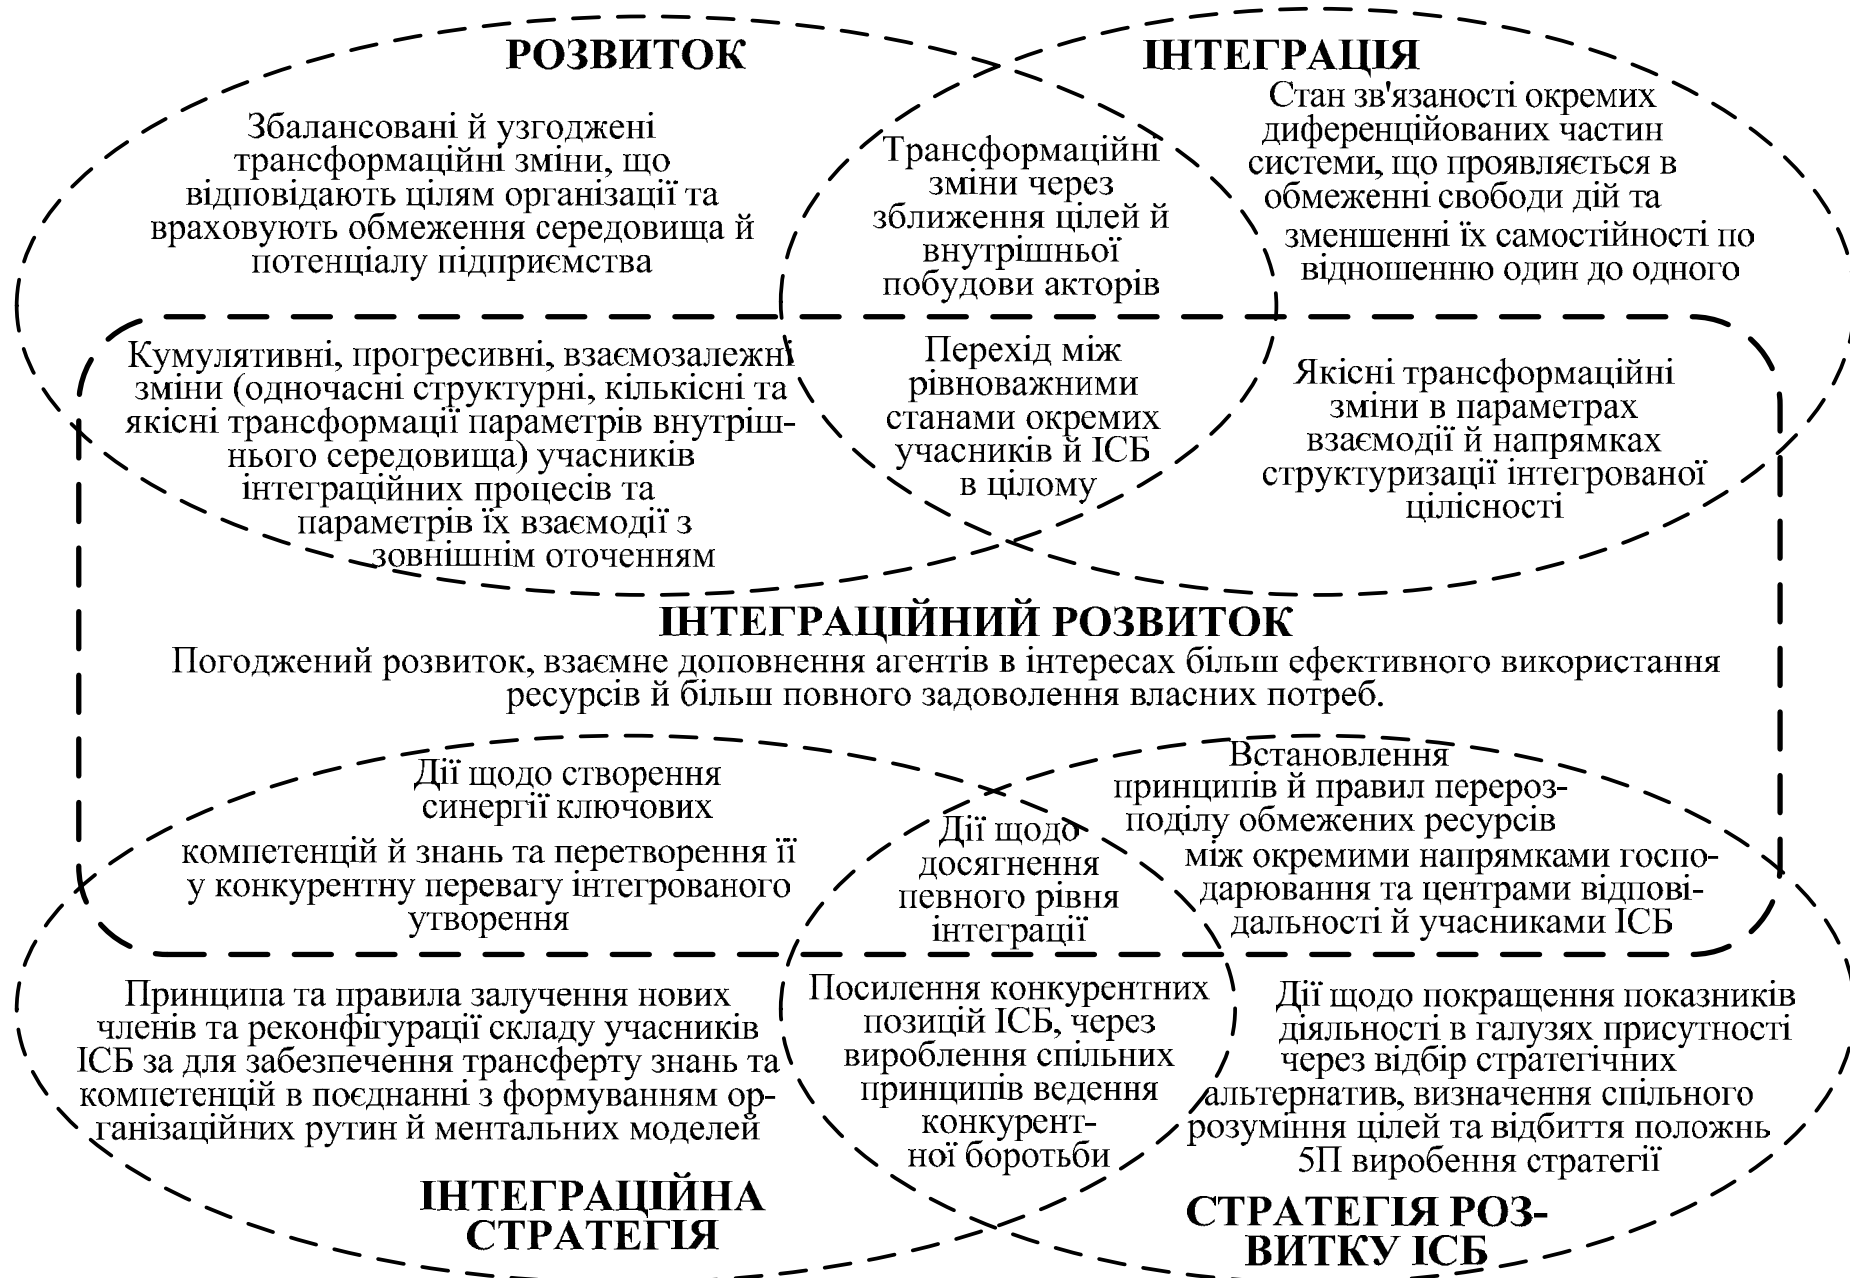 РОЗВИТОК
Збалансовані й узгоджені
трансформаційні зміни, що
відповідають цілям організації та
враховують обмеження середовища й
потенціалу підприємства
Трансформаційні
зміни через
зближення цілей й
внутрішньої
побудови акторів
ІНТЕГРАЦІЯ
Стан зв'язаності окремих
диференційованих частин
системи, що проявляється в
обмеженні свободи дій та
зменшенні їх самостійності по
відношенню один до одного
Кумулятивні, прогресивні, взаємозалежні
зміни (одночасні структурні, кількісні та
якісні трансформації параметрів внутріш-
нього середовища) учасників
інтеграційних процесів та
параметрів їх взаємодії з
зовнішнім оточенням
Перехід між
рівноважними
станами окремих
учасників й ІСБ
в цілому
Якісні трансформаційні
зміни в параметрах
взаємодії й напрямках
структуризації інтегрованої
цілісності
ІНТЕГРАЦІЙНИЙ РОЗВИТОК
Погоджений розвиток, взаємне доповнення агентів в інтересах більш ефективного використання
ресурсів й більш повного задоволення власних потреб.
Дії щодо створення
синергії ключових
компетенцій й знань та перетворення її
у конкурентну перевагу інтегрованого
утворення
Дії щодо
досягнення
певного рівня
інтеграції
Встановлення
принципів й правил перероз-
поділу обмежених ресурсів
між окремими напрямками госпо-
дарювання та центрами відпові-
дальності й учасниками ІСБ
Принципа та правила залучення нових
членів та реконфігурації складу учасників
ІСБ за для забезпечення трансферту знань та
компетенцій в поєднанні з формуванням ор-
ганізаційних рутин й ментальних моделей
Посилення конкурентних
позицій ІСБ, через
вироблення спільних
принципів ведення
конкурент-
ної боротьби
Дії щодо покращення показників
діяльності в галузях присутності
через відбір стратегічних
альтернатив, визначення спільного
розуміння цілей та відбиття положнь
5П виробення стратегії
ІНТЕГРАЦІЙНА
СТРАТЕГІЯ
СТРАТЕГІЯ РОЗ-
ВИТКУ ІСБ